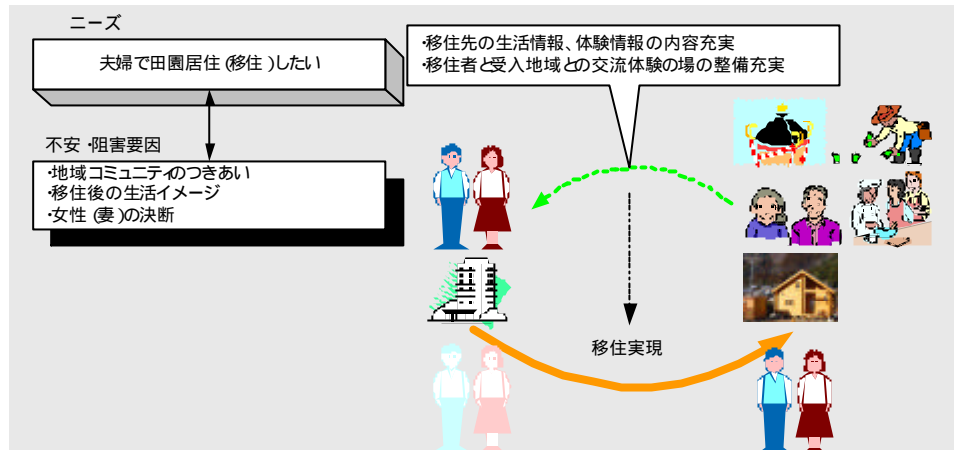 ニーズ
夫婦で田園居住(移住)したい
・移住先の生活情報、体験情報の内容充実
・移住者と受入地域との交流体験の場の整備充実
不安・阻害要因
・地域コミュニティのつきあい
・移住後の生活イメージ
・女性(妻)の決断
移住実現